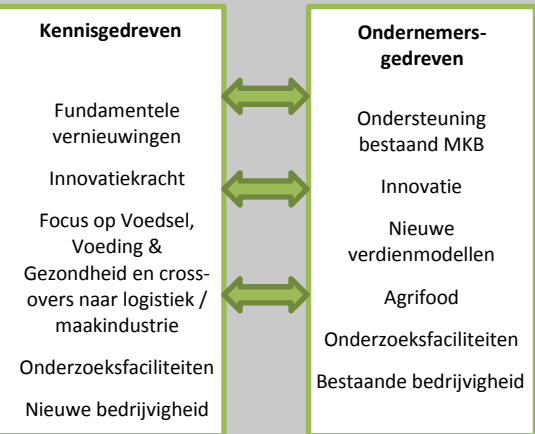 Kennisgedreven
Fundamentele
vernieuwingen
Innovatiekracht
Focus op Voedsel,
Voeding &
Gezondheid en cross-
overs naar logistiek /
maakindustrie
Onderzoeksfaciliteiten
Nieuwe bedrijvigheid
Ondernemers-
gedreven
Ondersteuning
bestaand MKB
Innovatie
Nieuwe
verdienmodellen
Agrifood
Onderzoeksfaciliteiten
Bestaande bedrijvigheid